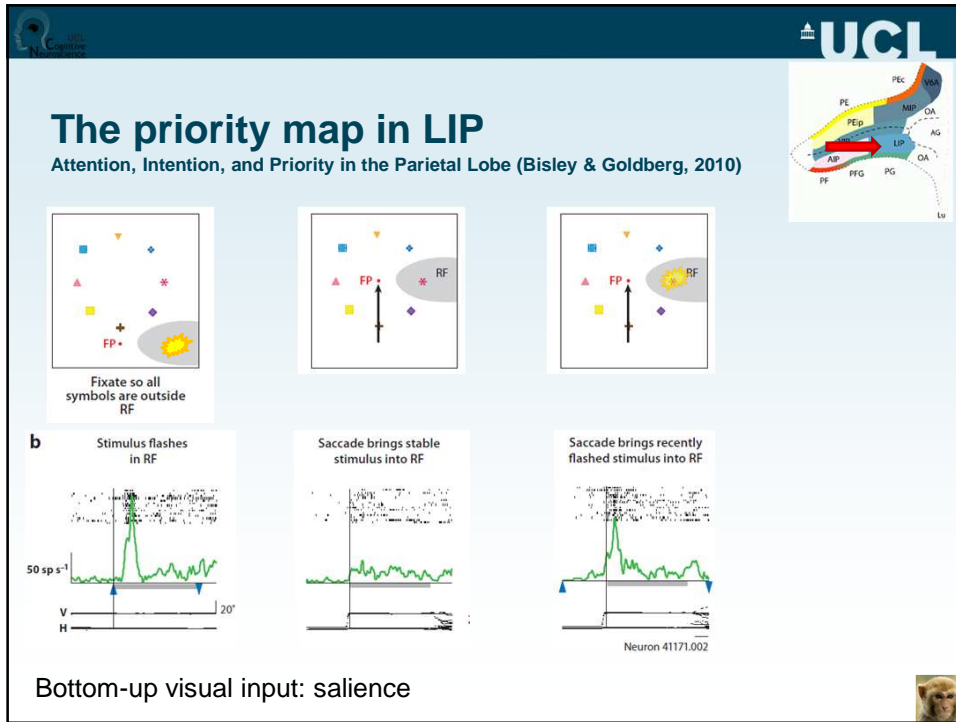 UCL
Cognitive
Neuroscience
UCL
The priority map in LIP
Attention, Intention, and Priority in the Parietal Lobe (Bisley & Goldberg, 2010)
PEc
V6A
PE
MIP
OA
PEip
AG
LIP
AIP
OA
PF
PFG
PG
Lu
FP
RF
FP
RF
FP
Fixate so all
symbols are outside
RF
b
Stimulus flashes
in RF
Saccade brings stable
stimulus into RF
Saccade brings recently
flashed stimulus into RF
50 sp s-1
V
20°
H
Neuron 41171.002
Bottom-up visual input: salience